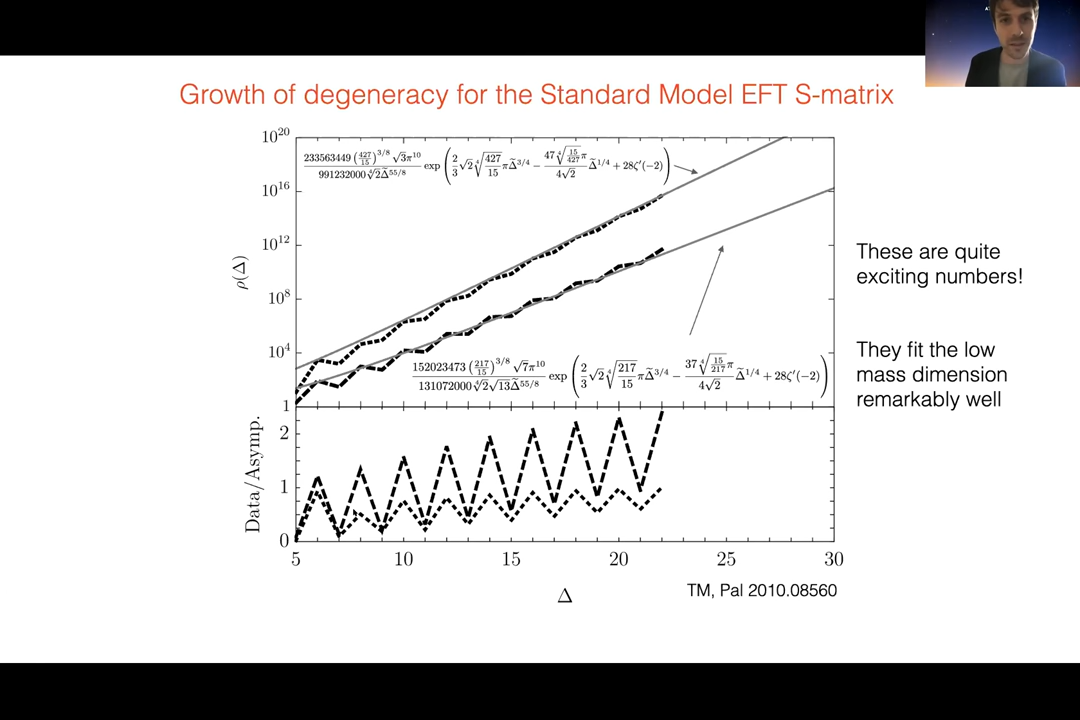 Growth of degeneracy for the Standard Model EFT S-matrix
10^20
10^16
10^12
10^8
10^4
1
ρ(Δ)
233563449 (427/15)^{3/8} √3 π^{10} / 991232000 ∜2 Δ̃^{55/8} exp ( 2/3 √2 ∜(427/15) π Δ̃^{3/4} − 47 ∜(15/427) π / 4√2 Δ̃^{1/4} + 28ζ′(−2) )
152023473 (217/15)^{3/8} √7 π^{10} / 131072000 ∜2 √13 Δ̃^{55/8} exp ( 2/3 √2 ∜(217/15) π Δ̃^{3/4} − 37 ∜(15/217) π / 4√2 Δ̃^{1/4} + 28ζ′(−2) )
These are quite
exciting numbers!
They fit the low
mass dimension
remarkably well
Data/Asymp.
2
1
0
5 10 15 20 25 30
Δ
TM, Pal 2010.08560